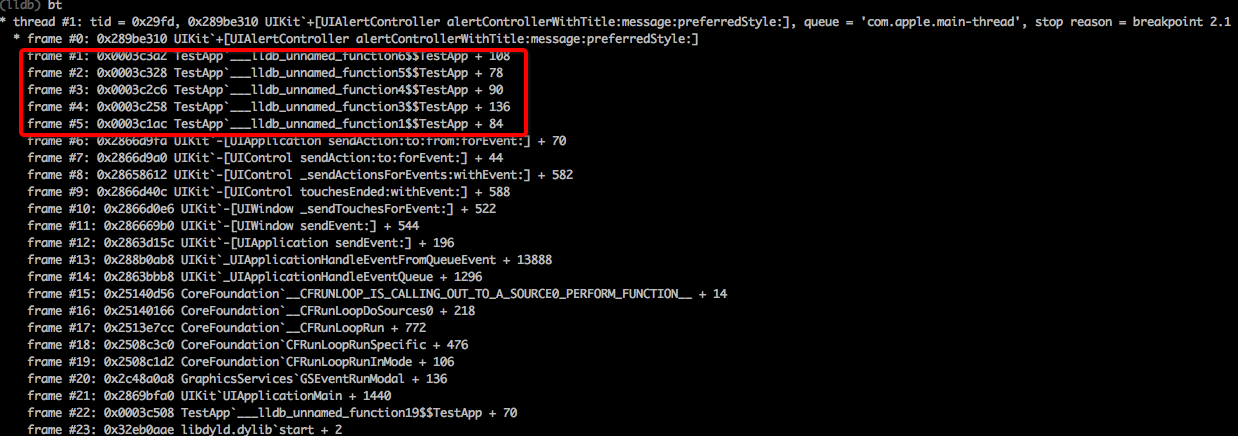 (lldb) bt
* thread #1: tid = 0x29fd, 0x289be310 UIKit`+[UIAlertController alertControllerWithTitle:message:preferredStyle:], queue = 'com.apple.main-thread', stop reason = breakpoint 2.1
* frame #0: 0x289be310 UIKit`+[UIAlertController alertControllerWithTitle:message:preferredStyle:]
frame #1: 0x0003c3a2 TestApp`___lldb_unnamed_function6$$TestApp + 108
frame #2: 0x0003c328 TestApp`___lldb_unnamed_function5$$TestApp + 78
frame #3: 0x0003c2c6 TestApp`___lldb_unnamed_function4$$TestApp + 90
frame #4: 0x0003c258 TestApp`___lldb_unnamed_function3$$TestApp + 136
frame #5: 0x0003c1ac TestApp`___lldb_unnamed_function1$$TestApp + 84
frame #6: 0x2866d9fa UIKit`-[UIApplication sendAction:to:from:forEvent:] + 70
frame #7: 0x2866d9a0 UIKit`-[UIControl sendAction:to:forEvent:] + 44
frame #8: 0x28658612 UIKit`-[UIControl _sendActionsForEvents:withEvent:] + 582
frame #9: 0x2866d40c UIKit`-[UIControl touchesEnded:withEvent:] + 588
frame #10: 0x2866d0e6 UIKit`-[UIWindow _sendTouchesForEvent:] + 522
frame #11: 0x286669b0 UIKit`-[UIWindow sendEvent:] + 544
frame #12: 0x2863d15c UIKit`-[UIApplication sendEvent:] + 196
frame #13: 0x288b0ab8 UIKit`_UIApplicationHandleEventFromQueueEvent + 13888
frame #14: 0x2863bbb8 UIKit`_UIApplicationHandleEventQueue + 1296
frame #15: 0x25140d56 CoreFoundation`__CFRUNLOOP_IS_CALLING_OUT_TO_A_SOURCE0_PERFORM_FUNCTION__ + 14
frame #16: 0x25140166 CoreFoundation`__CFRunLoopDoSources0 + 218
frame #17: 0x2513e7cc CoreFoundation`__CFRunLoopRun + 772
frame #18: 0x2508c3c0 CoreFoundation`CFRunLoopRunSpecific + 476
frame #19: 0x2508c1d2 CoreFoundation`CFRunLoopRunInMode + 106
frame #20: 0x2c48a0a8 GraphicsServices`GSEventRunModal + 136
frame #21: 0x2869bfa0 UIKit`UIApplicationMain + 1440
frame #22: 0x0003c508 TestApp`___lldb_unnamed_function19$$TestApp + 70
frame #23: 0x32eb0aae libdyld.dylib`start + 2